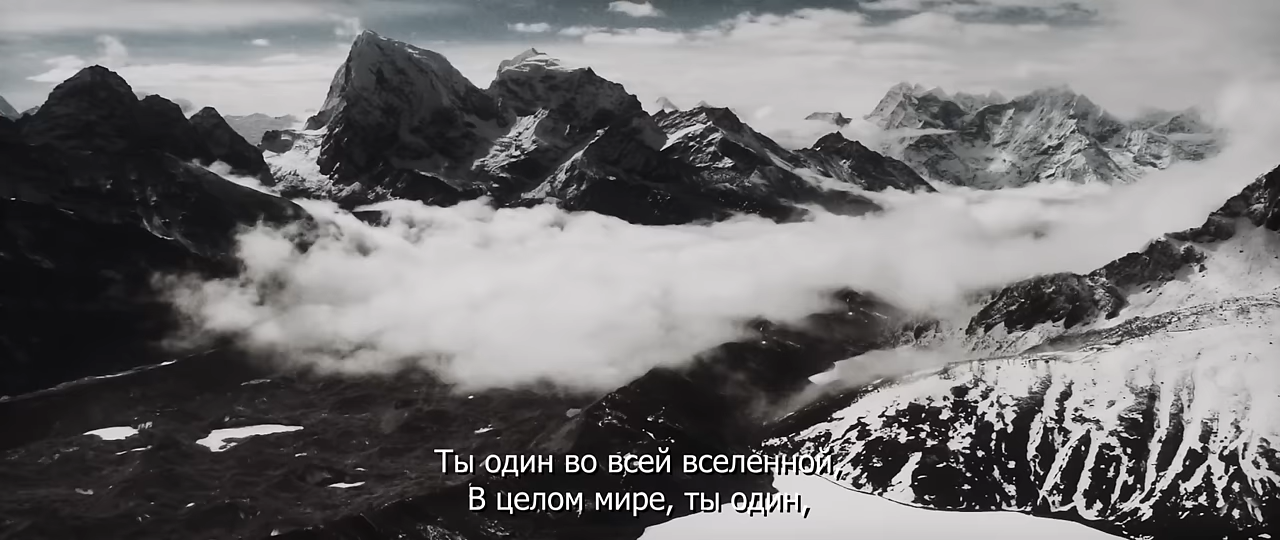 Ты один во всей вселенной,
В целом мире, ты один,